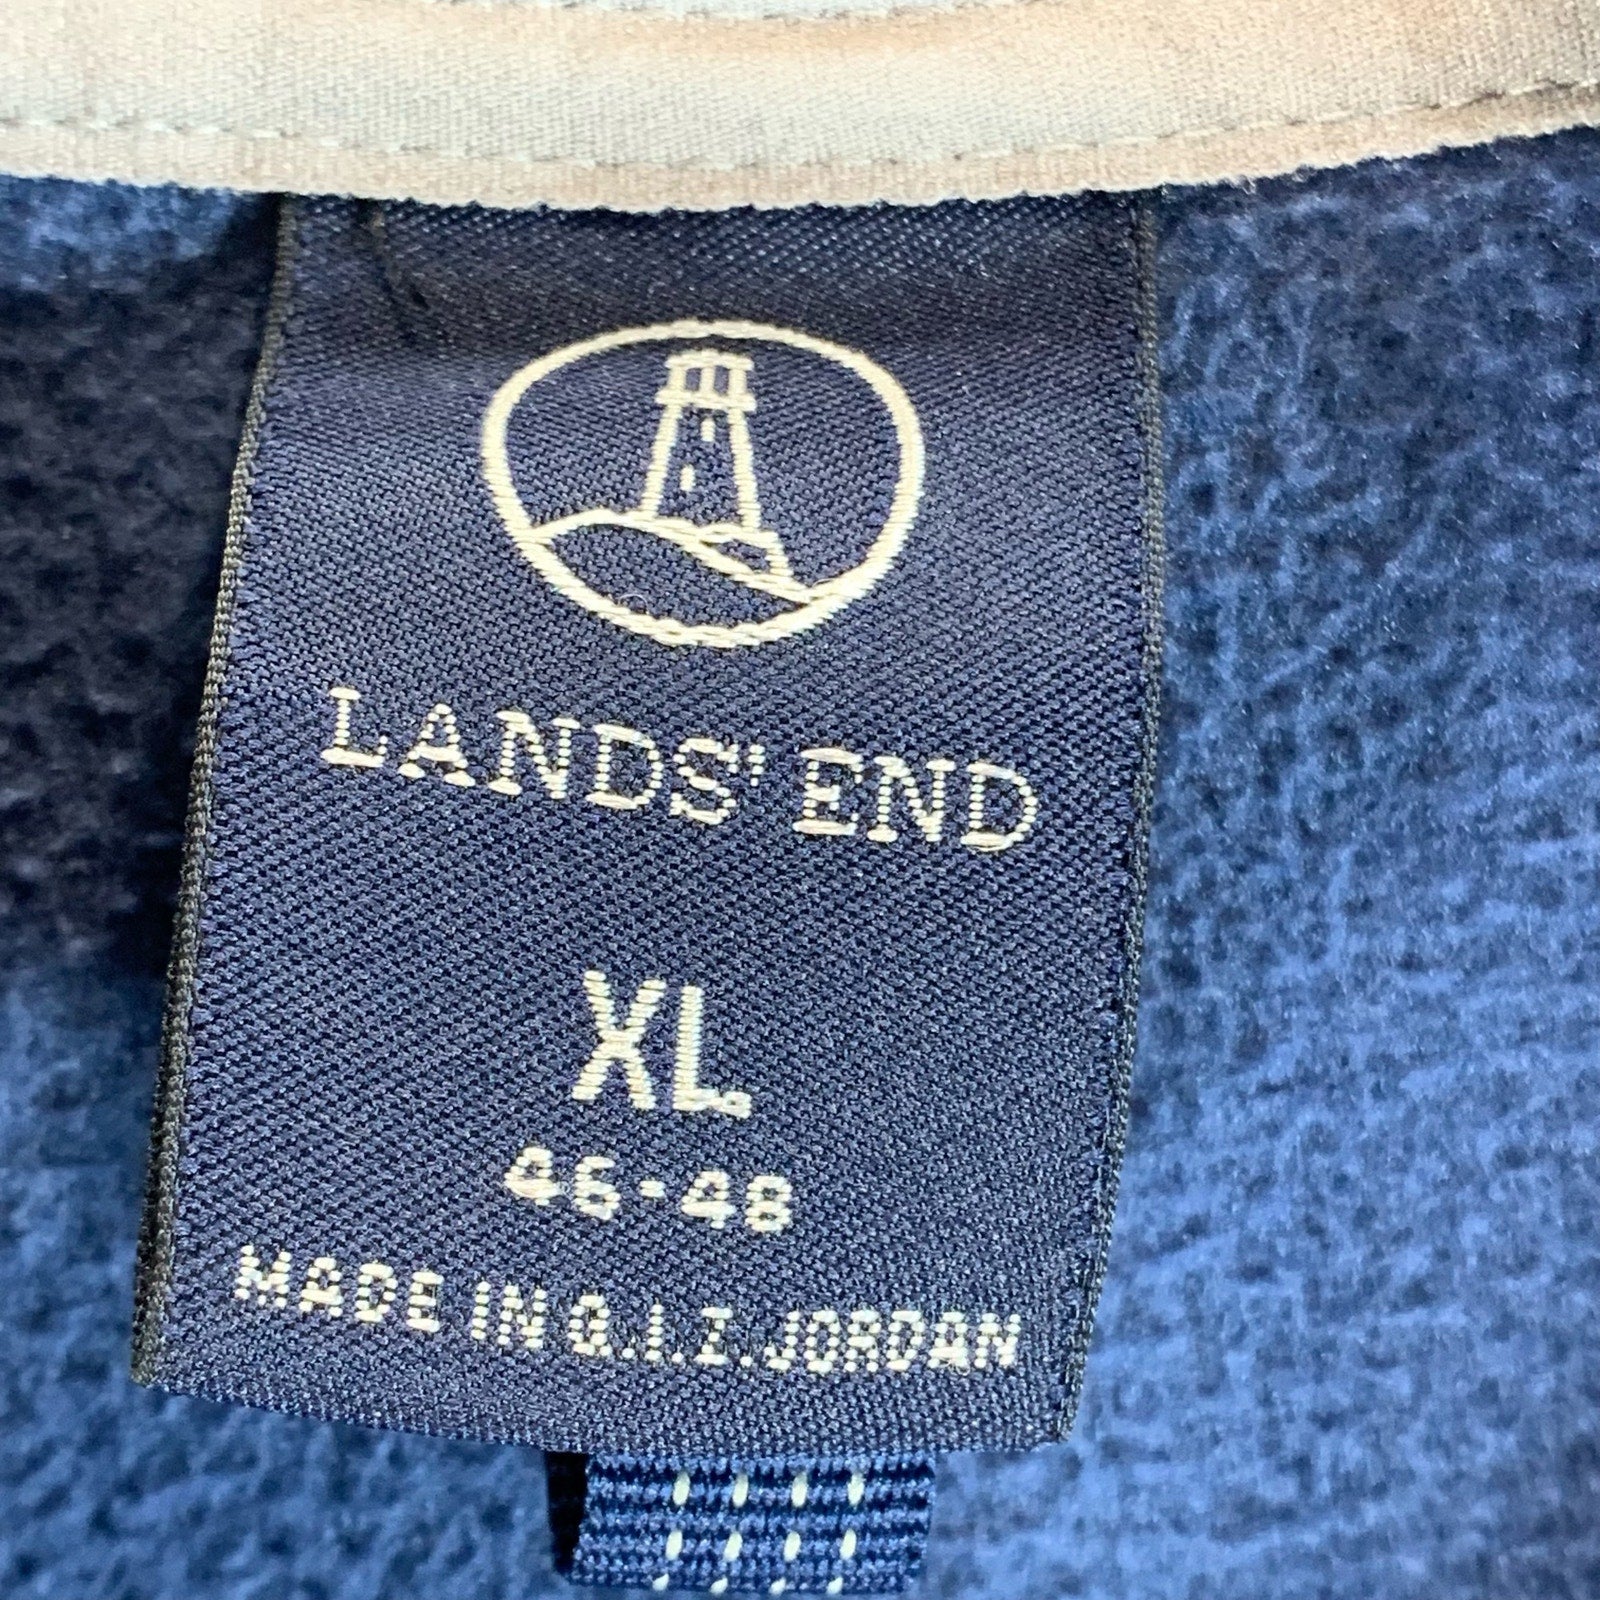 LANDS' END
XL
46-48
MADE IN Q.I.Z. JORDAN